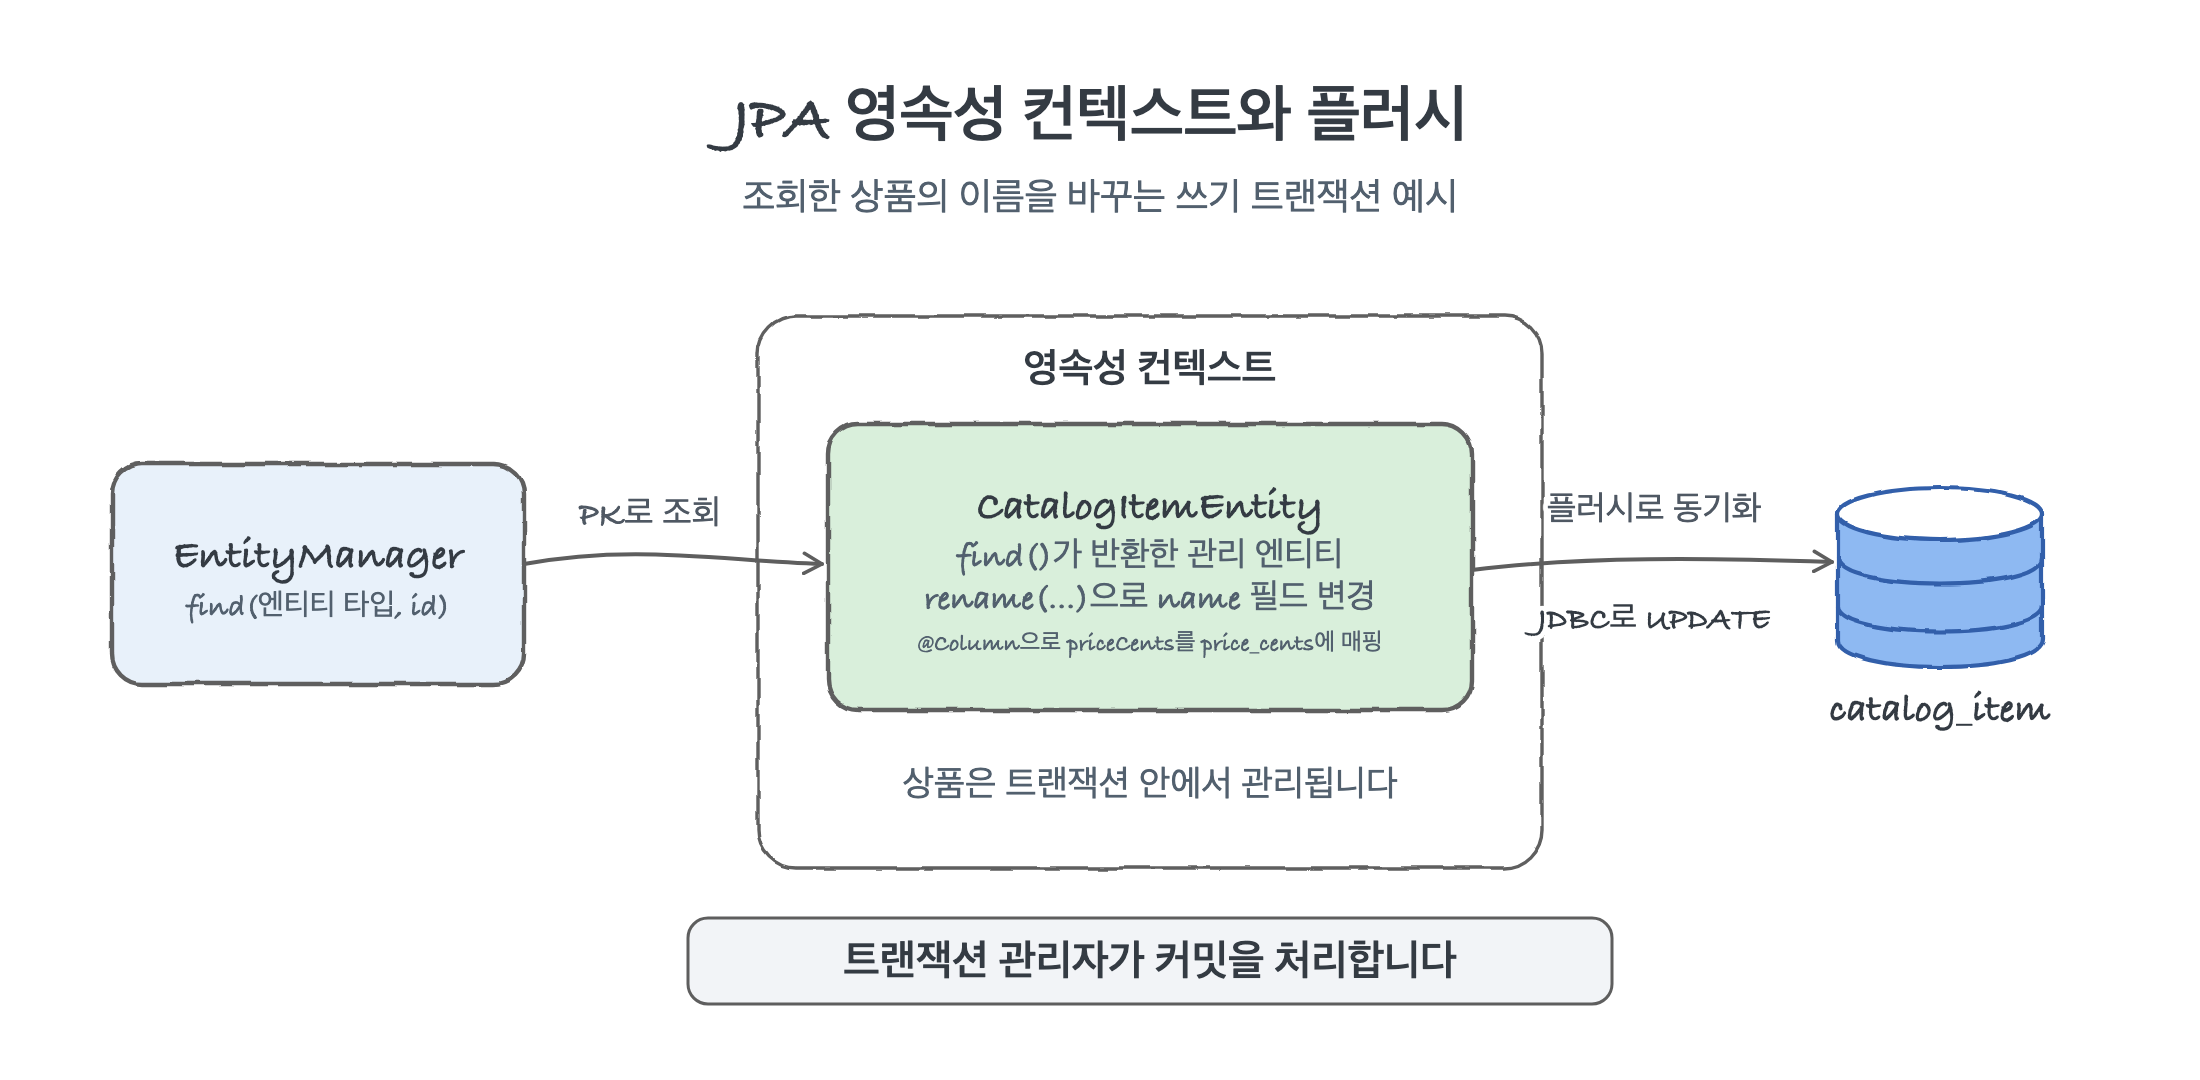 JPA 영속성 컨텍스트와 플러시
조회한 상품의 이름을 바꾸는 쓰기 트랜잭션 예시
영속성 컨텍스트
EntityManager
find(엔티티 타입, id)
PK로 조회
CatalogItemEntity
find()가 반환한 관리 엔티티
rename(...)으로 name 필드 변경
@Column으로 priceCents를 price_cents에 매핑
상품은 트랜잭션 안에서 관리됩니다
플러시로 동기화
JDBC로 UPDATE
catalog_item
트랜잭션 관리자가 커밋을 처리합니다